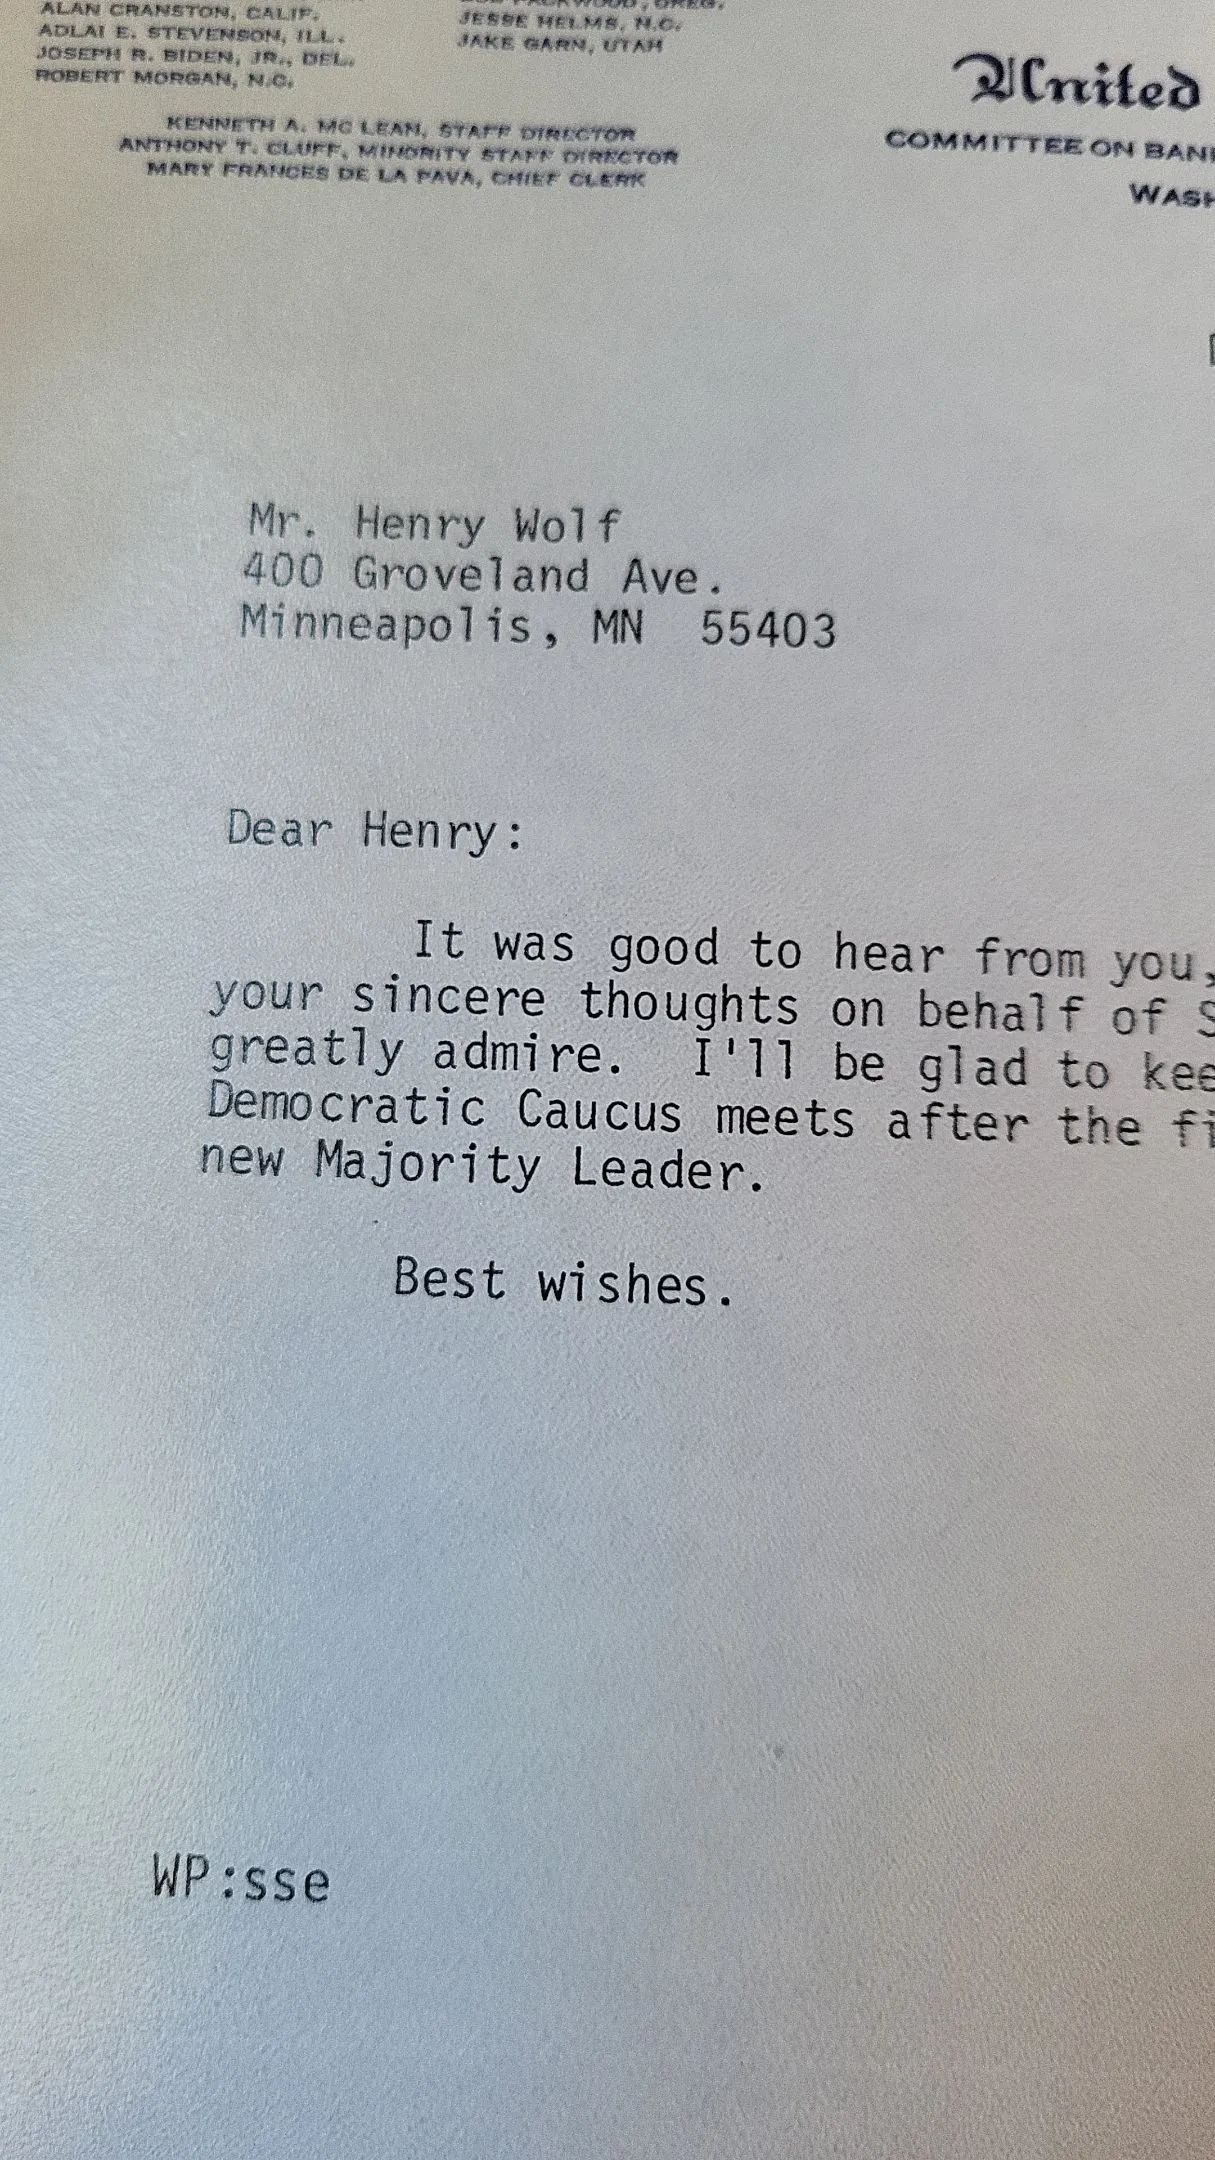 ALAN CRANSTON, CALIF.
ADLAI E. STEVENSON, ILL.
JOSEPH R. BIDEN, JR., DEL.
ROBERT MORGAN, N.C.
BOB PACKWOOD, OREG.
JESSE HELMS, N.C.
JAKE GARN, UTAH
KENNETH A. MC LEAN, STAFF DIRECTOR
ANTHONY T. CLUFF, MINORITY STAFF DIRECTOR
MARY FRANCES DE LA PAVA, CHIEF CLERK
United
COMMITTEE ON BAN
WASH
Mr. Henry Wolf
400 Groveland Ave.
Minneapolis, MN 55403
Dear Henry:
It was good to hear from you,
your sincere thoughts on behalf of S
greatly admire. I'll be glad to kee
Democratic Caucus meets after the fi
new Majority Leader.
Best wishes.
WP:sse